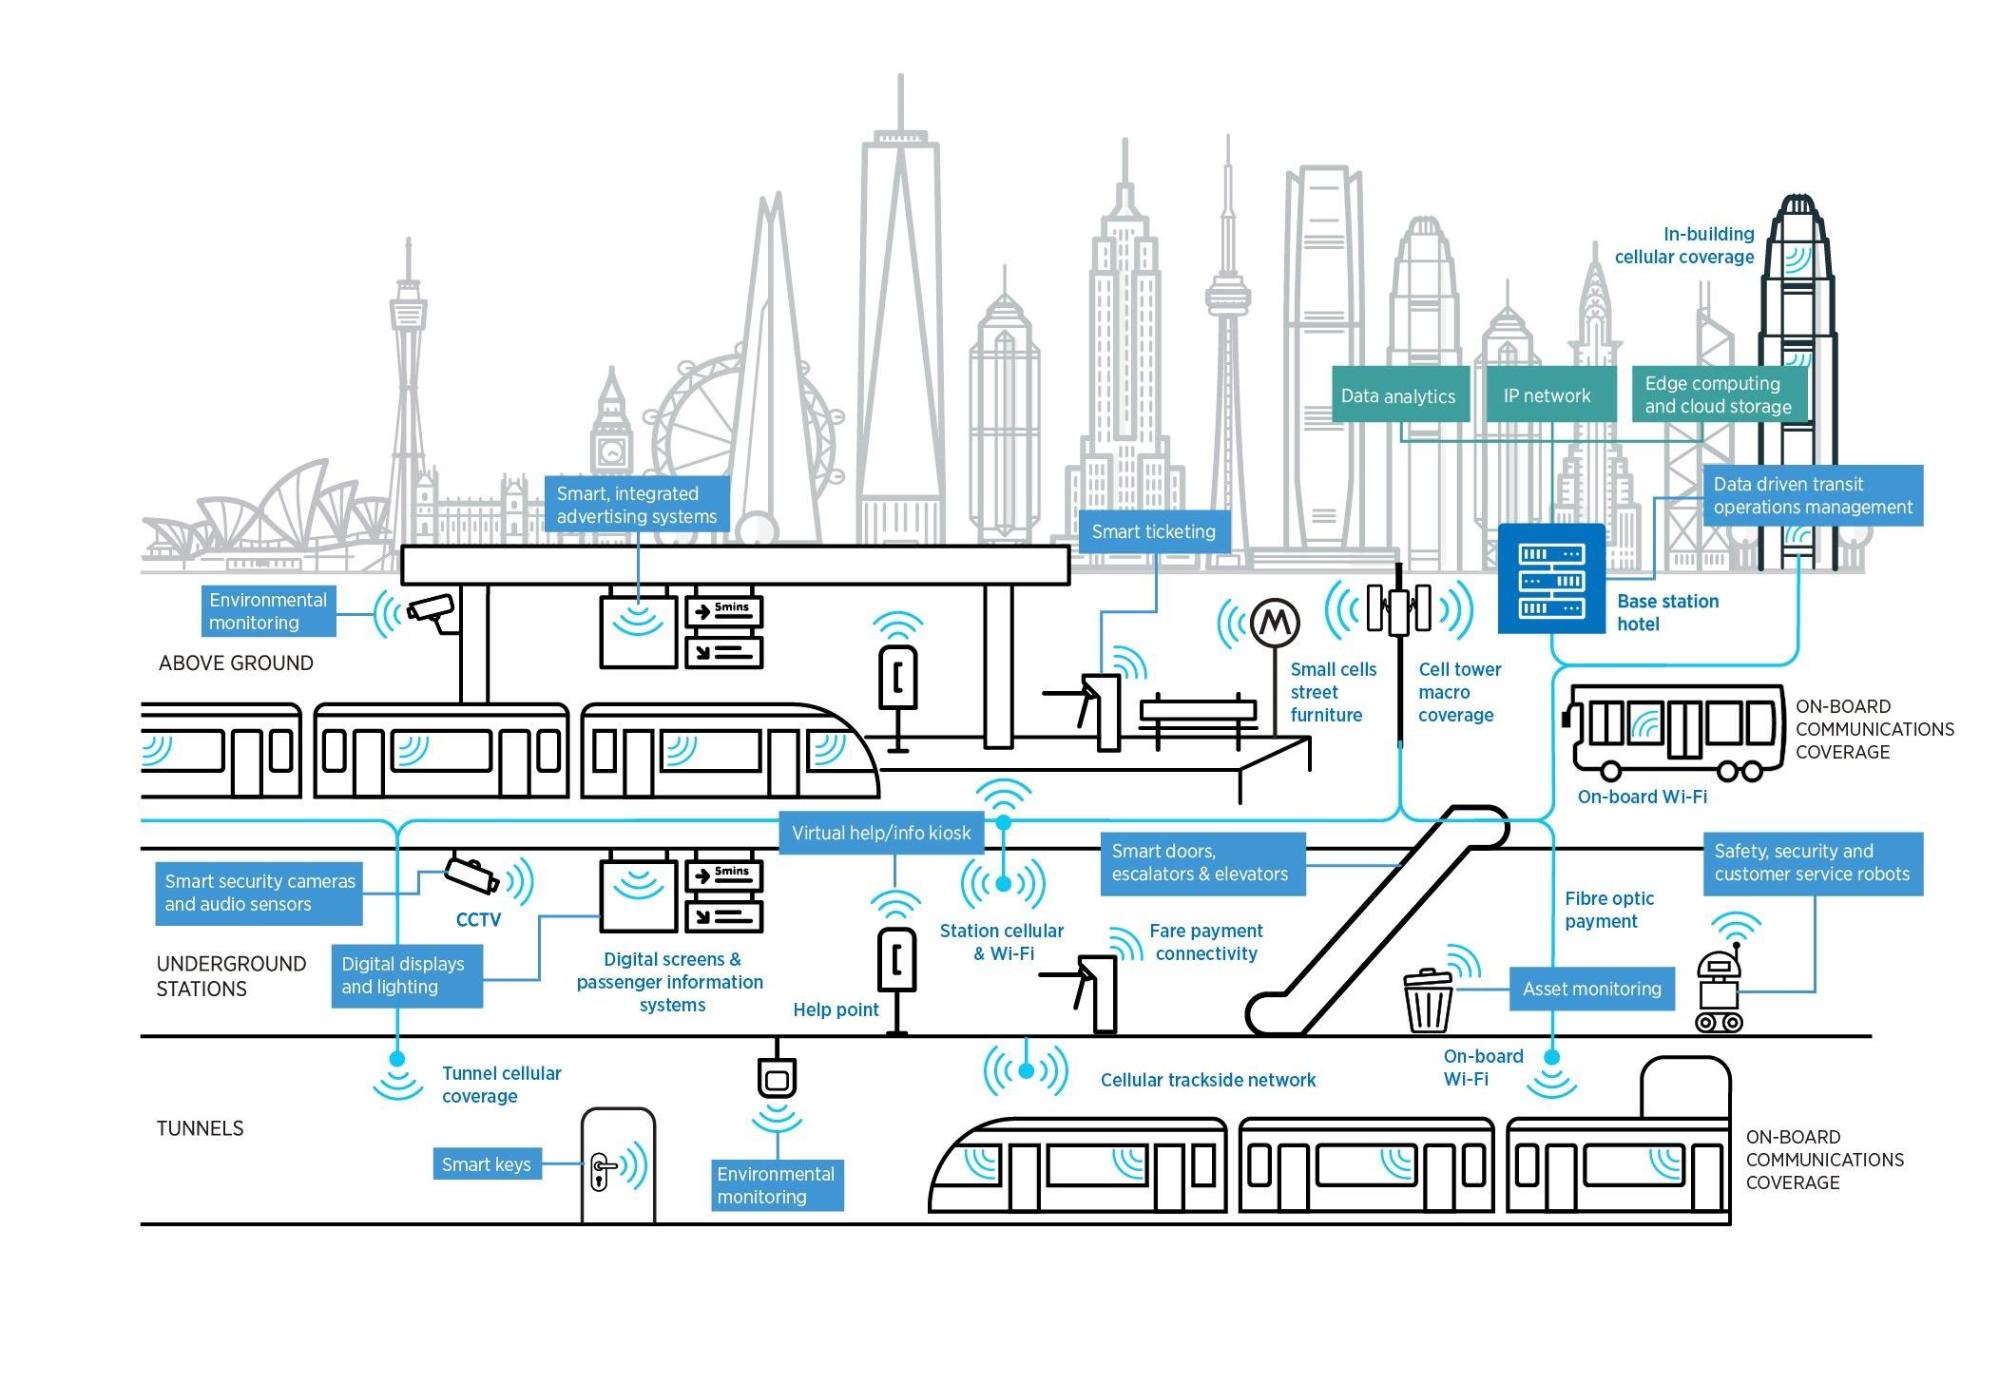 In-building
cellular coverage
Data analytics
IP network
Edge computing
and cloud storage
Smart, integrated
advertising systems
Data driven transit
operations management
Smart ticketing
Environmental
monitoring
5mins
M
Base station
hotel
ABOVE GROUND
Small cells
street
furniture
Cell tower
macro
coverage
ON-BOARD
COMMUNICATIONS
COVERAGE
On-board Wi-Fi
Virtual help/info kiosk
Smart doors,
escalators & elevators
Safety, security and
customer service robots
Smart security cameras
and audio sensors
5mins
CCTV
Fibre optic
payment
Station cellular
& Wi-Fi
Fare payment
connectivity
UNDERGROUND
STATIONS
Digital displays
and lighting
Digital screens &
passenger information
systems
Help point
Asset monitoring
Tunnel cellular
coverage
Cellular trackside network
On-board
Wi-Fi
TUNNELS
Smart keys
Environmental
monitoring
ON-BOARD
COMMUNICATIONS
COVERAGE